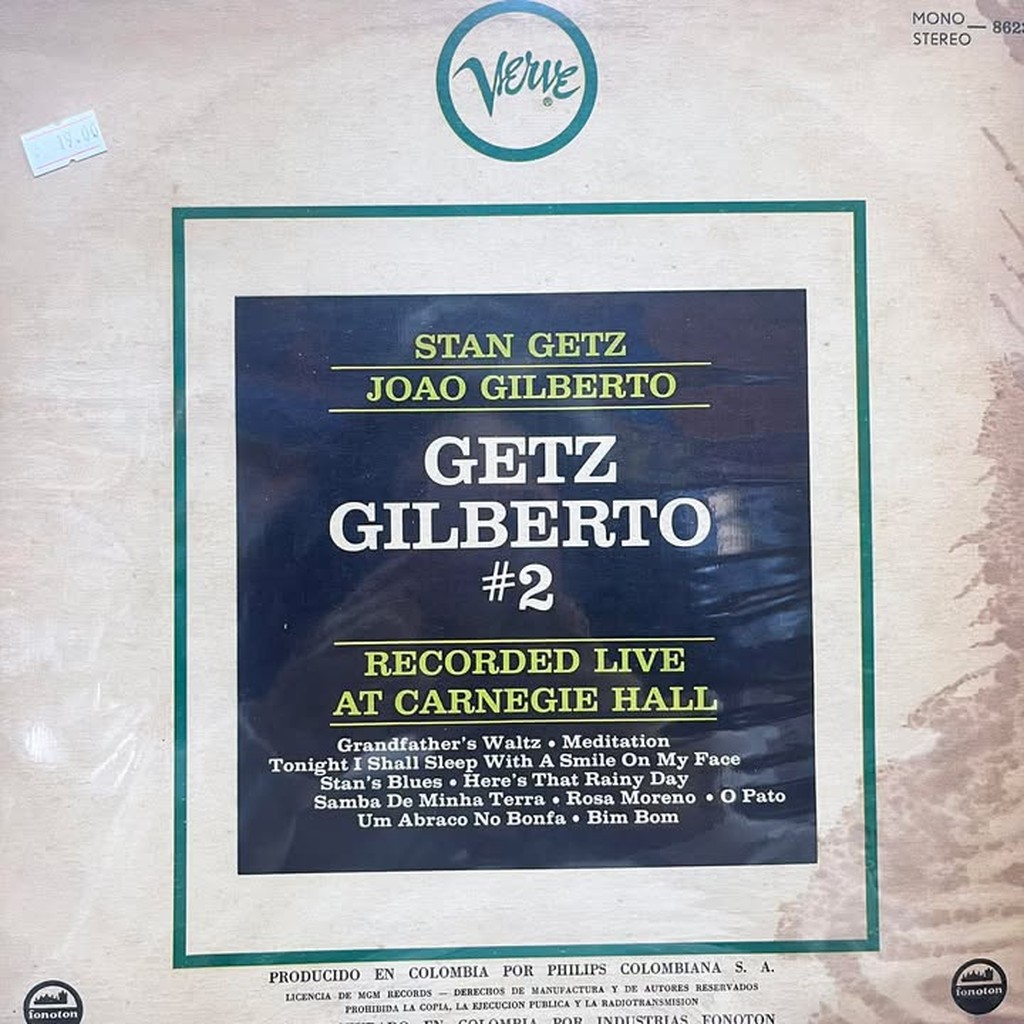 MONO
STEREO — 862
Verve
19.00
STAN GETZ
JOAO GILBERTO
GETZ
GILBERTO
#2
RECORDED LIVE
AT CARNEGIE HALL
Grandfather's Waltz • Meditation
Tonight I Shall Sleep With A Smile On My Face
Stan's Blues • Here's That Rainy Day
Samba De Minha Terra • Rosa Moreno • O Pato
Um Abraco No Bonfa • Bim Bom
PRODUCIDO EN COLOMBIA POR PHILIPS COLOMBIANA S. A.
LICENCIA DE MGM RECORDS — DERECHOS DE MANUFACTURA Y DE AUTORES RESERVADOS
PROHIBIDA LA COPIA, LA EJECUCION PUBLICA Y LA RADIOTRANSMISION
EN COLOMBIA POR INDUSTRIAS FONOTON
fonoton
fonoton